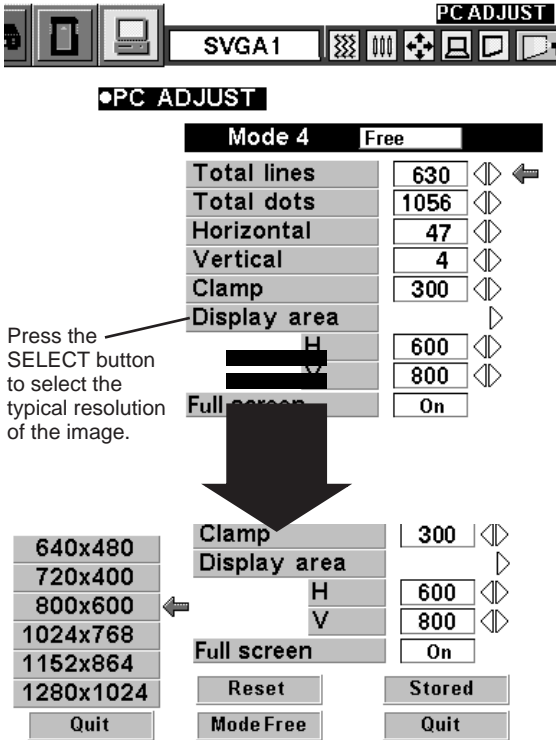 PC ADJUST
SVGA1
●PC ADJUST
Mode 4 Free
Total lines 630
Total dots 1056
Horizontal 47
Vertical 4
Clamp 300
Display area
H 600
V 800
Full screen On
Press the
SELECT button
to select the
typical resolution
of the image.
Clamp 300
Display area
H 600
V 800
Full screen On
640x480
720x400
800x600
1024x768
1152x864
1280x1024
Quit
Reset Stored
Mode Free Quit